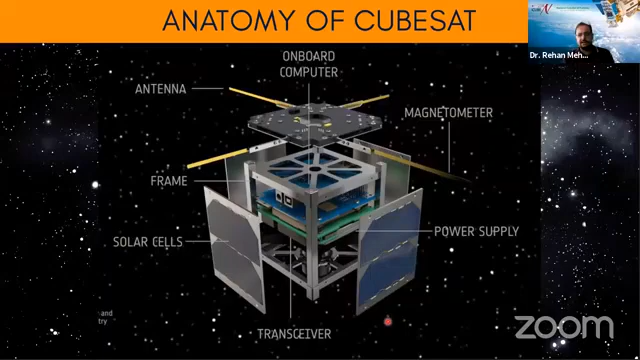 ANATOMY OF CUBESAT
Dr. Rehan Meh...
ONBOARD
COMPUTER
ANTENNA
MAGNETOMETER
FRAME
SOLAR CELLS
POWER SUPPLY
TRANSCEIVER
and
try
zoom